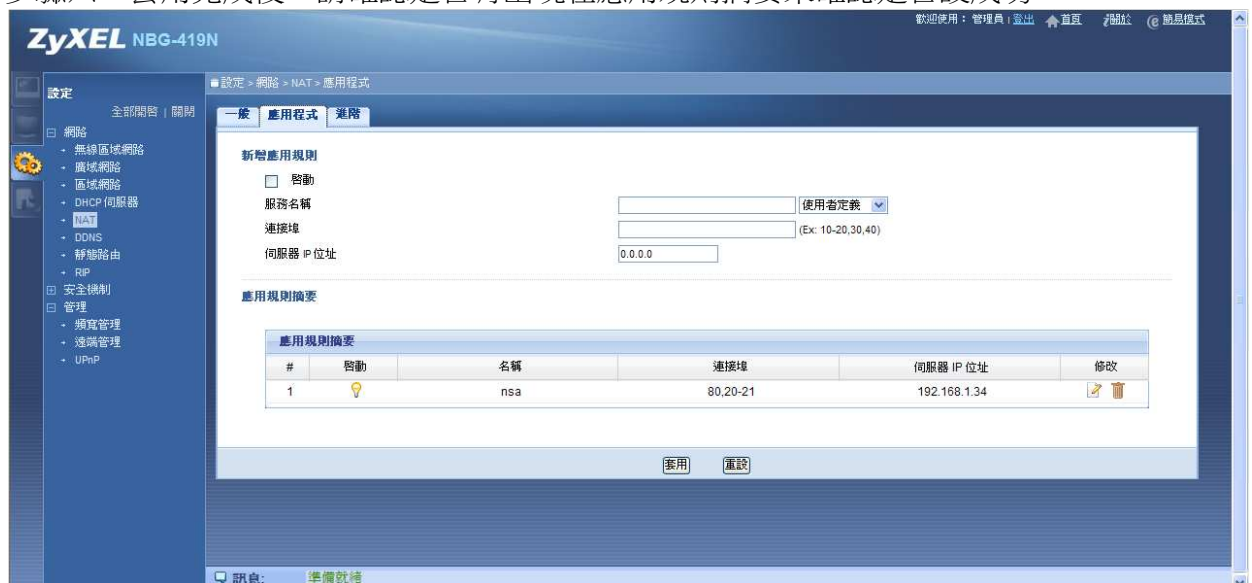 ZyXEL NBG-419N
歡迎使用：管理員 | 登出 首頁 關於 簡易模式
設定
全部開啓 | 關閉
網路
無線區域網路
廣域網路
區域網路
DHCP 伺服器
NAT
DDNS
靜態路由
RIP
安全機制
管理
頻寬管理
遠端管理
UPnP
設定 > 網路 > NAT > 應用程式
一般 應用程式 進階
新增應用規則
啓動
服務名稱 使用者定義
連接埠 (Ex: 10-20,30,40)
伺服器 IP 位址 0.0.0.0
應用規則摘要
應用規則摘要
# 啓動 名稱 連接埠 伺服器 IP 位址 修改
1 nsa 80,20-21 192.168.1.34
套用 重設
訊息: 準備就緒